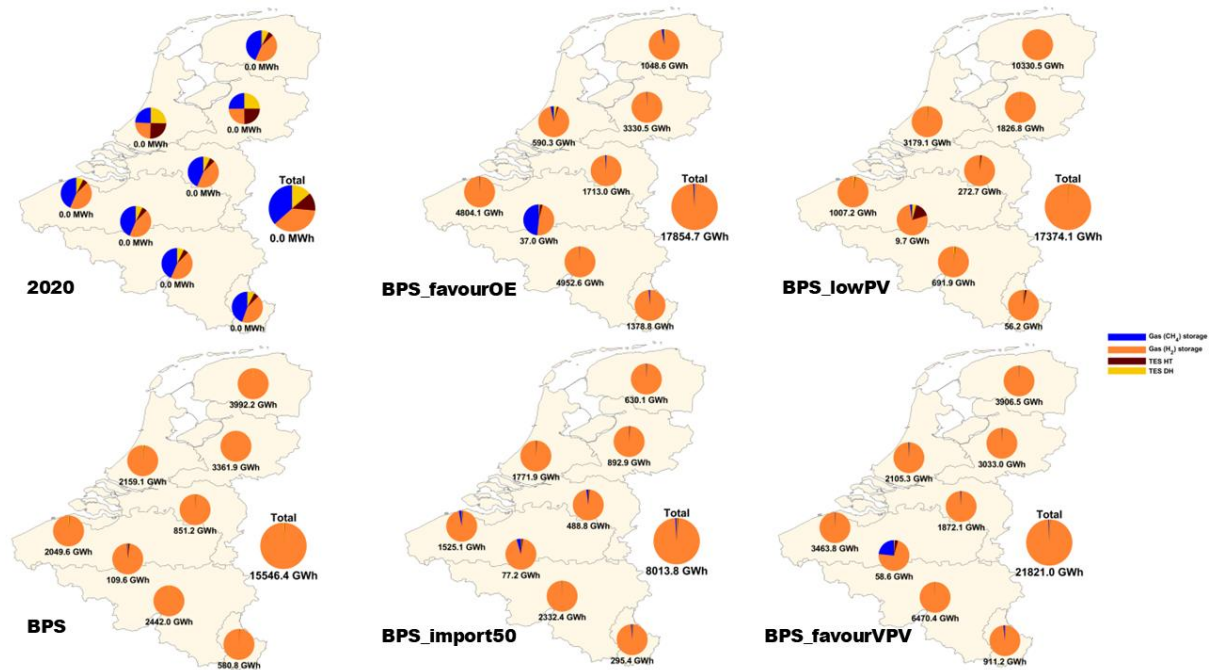 0.0 MWh
0.0 MWh
0.0 MWh
0.0 MWh
0.0 MWh
0.0 MWh
0.0 MWh
0.0 MWh
Total
0.0 MWh
2020
1048.6 GWh
3330.5 GWh
590.3 GWh
1713.0 GWh
4804.1 GWh
37.0 GWh
4952.6 GWh
1378.8 GWh
Total
17854.7 GWh
BPS_favourOE
10330.5 GWh
1826.8 GWh
3179.1 GWh
272.7 GWh
1007.2 GWh
9.7 GWh
691.9 GWh
56.2 GWh
Total
17374.1 GWh
BPS_lowPV
Gas (CH₄) storage
Gas (H₂) storage
TES HT
TES DH
3992.2 GWh
3361.9 GWh
2159.1 GWh
851.2 GWh
2049.6 GWh
109.6 GWh
2442.0 GWh
580.8 GWh
Total
15546.4 GWh
BPS
630.1 GWh
892.9 GWh
1771.9 GWh
488.8 GWh
1525.1 GWh
77.2 GWh
2332.4 GWh
295.4 GWh
Total
8013.8 GWh
BPS_import50
3906.5 GWh
3033.0 GWh
2105.3 GWh
1872.1 GWh
3463.8 GWh
58.6 GWh
6470.4 GWh
911.2 GWh
Total
21821.0 GWh
BPS_favourVPV